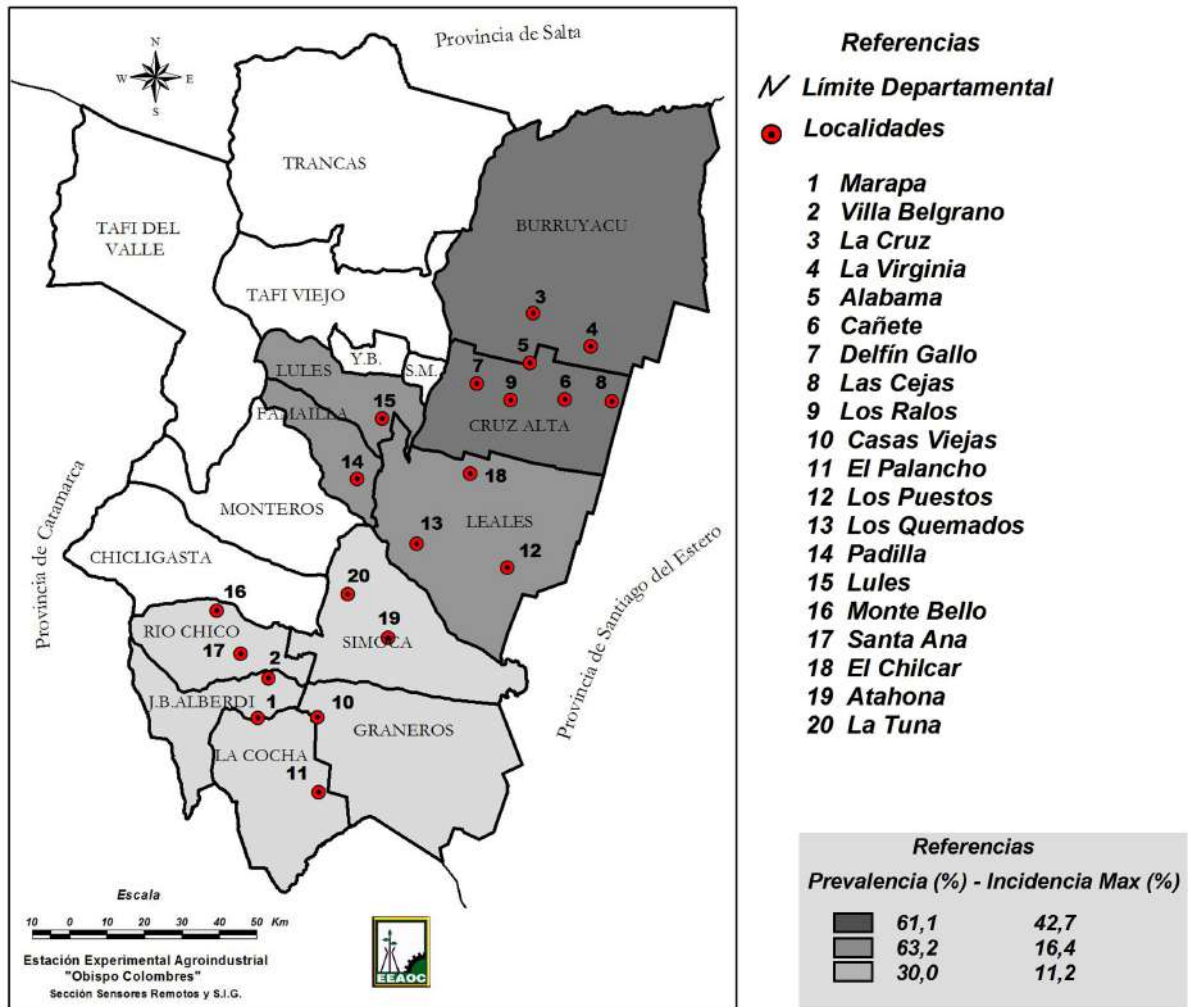 Provincia de Salta
N
W E
S
TRANCAS
TAFI DEL
VALLE
BURRUYACU
TAFI VIEJO
3
4
5
Y.B.
S.M.
LULES
7
9
6
8
15
FAMAILLA
CRUZ ALTA
14
18
MONTEROS
LEALES
13
12
Provincia de Catamarca
CHICLIGASTA
Provincia de Santiago del Estero
20
16
19
RIO CHICO
SIMOCA
17
2
J.B.ALBERDI
1
10
GRANEROS
LA COCHA
11
Escala
10 0 10 20 30 40 50 Km
Estación Experimental Agroindustrial
"Obispo Colombres"
Sección Sensores Remotos y S.I.G.
EEAOC
Referencias
Límite Departamental
Localidades
1 Marapa
2 Villa Belgrano
3 La Cruz
4 La Virginia
5 Alabama
6 Cañete
7 Delfín Gallo
8 Las Cejas
9 Los Ralos
10 Casas Viejas
11 El Palancho
12 Los Puestos
13 Los Quemados
14 Padilla
15 Lules
16 Monte Bello
17 Santa Ana
18 El Chilcar
19 Atahona
20 La Tuna
Referencias
Prevalencia (%) - Incidencia Max (%)
61,1 42,7
63,2 16,4
30,0 11,2